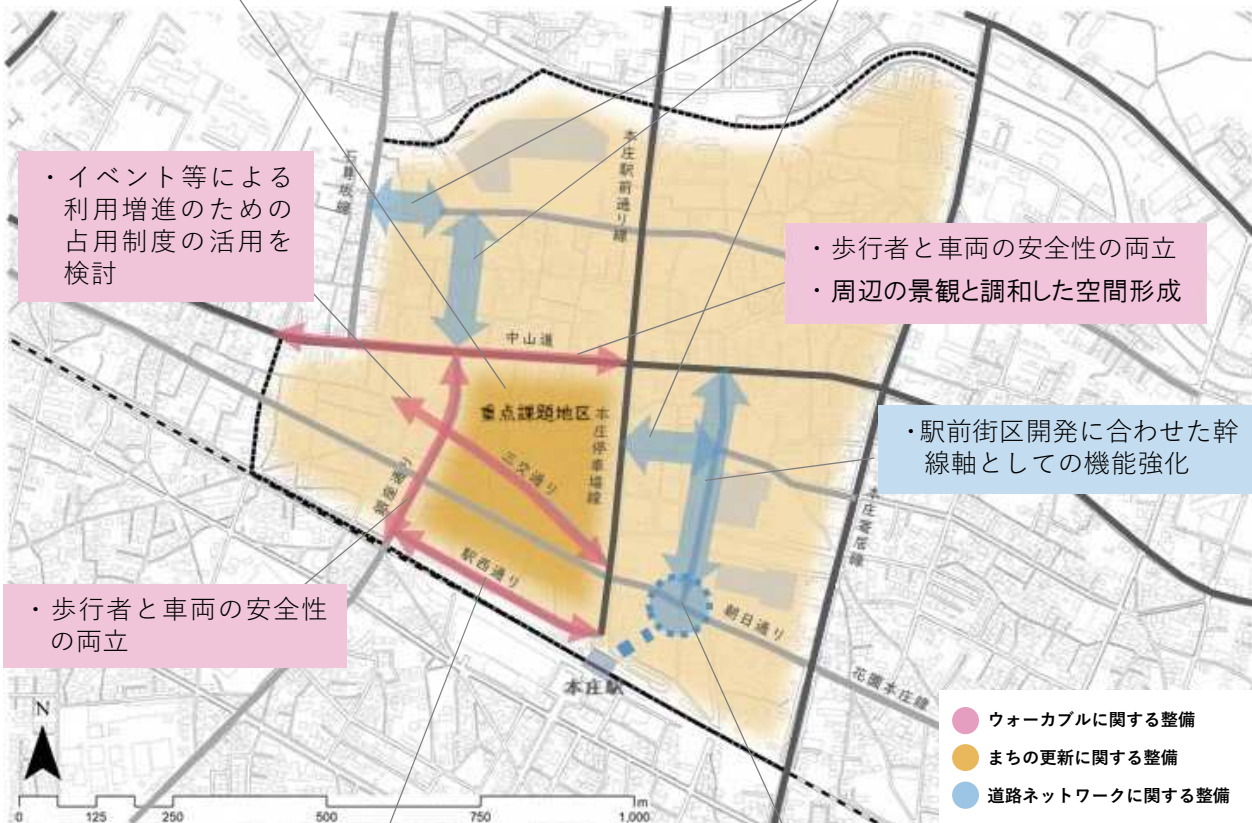 ・イベント等による
利用増進のための
占用制度の活用を
検討
本庄駅前通り線
・歩行者と車両の安全性の両立
・周辺の景観と調和した空間形成
中山道
重点課題地区
本庄停車場線
・駅前街区開発に合わせた幹
線軸としての機能強化
三交通り
銀座通り
駅西通り
・歩行者と車両の安全性
の両立
朝日通り
本庄駅
花園本庄線
N
ウォーカブルに関する整備
まちの更新に関する整備
道路ネットワークに関する整備
0 125 250 500 750 1,000 m